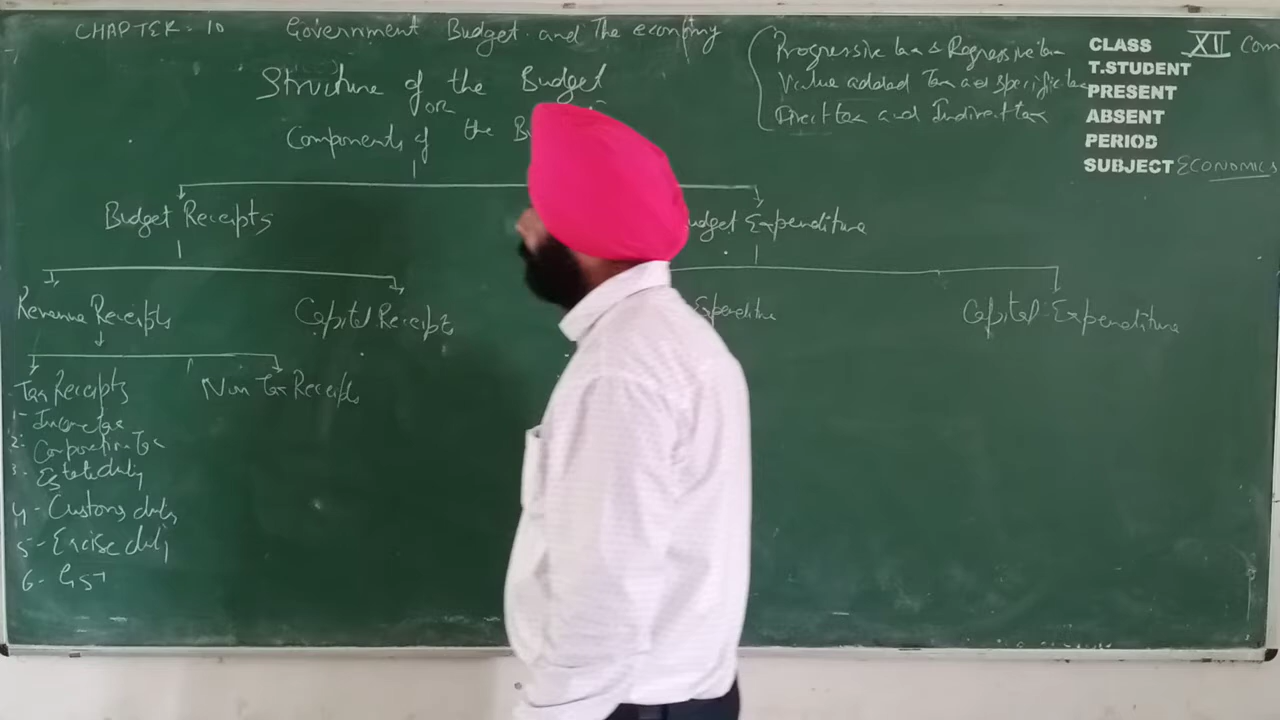 CHAPTER - 10 Government Budget and The economy
Structure of the Budget
OR
Components of the B
Progressive tax & Regressive tax
Value added Tax and specific tax
Direct tax and Indirect tax
CLASS XII Com
T.STUDENT
PRESENT
ABSENT
PERIOD
SUBJECT ECONOMICS
Budget Receipts
udget Expenditure
Revenue Receipts
Capital Receipts
Expenditure
Capital Expenditure
Tax Receipts
Non Tax Receipts
1- Income tax
2- Corporation Tax
3- Estate duty
4- Customs duty
5- Excise duty
6- GST